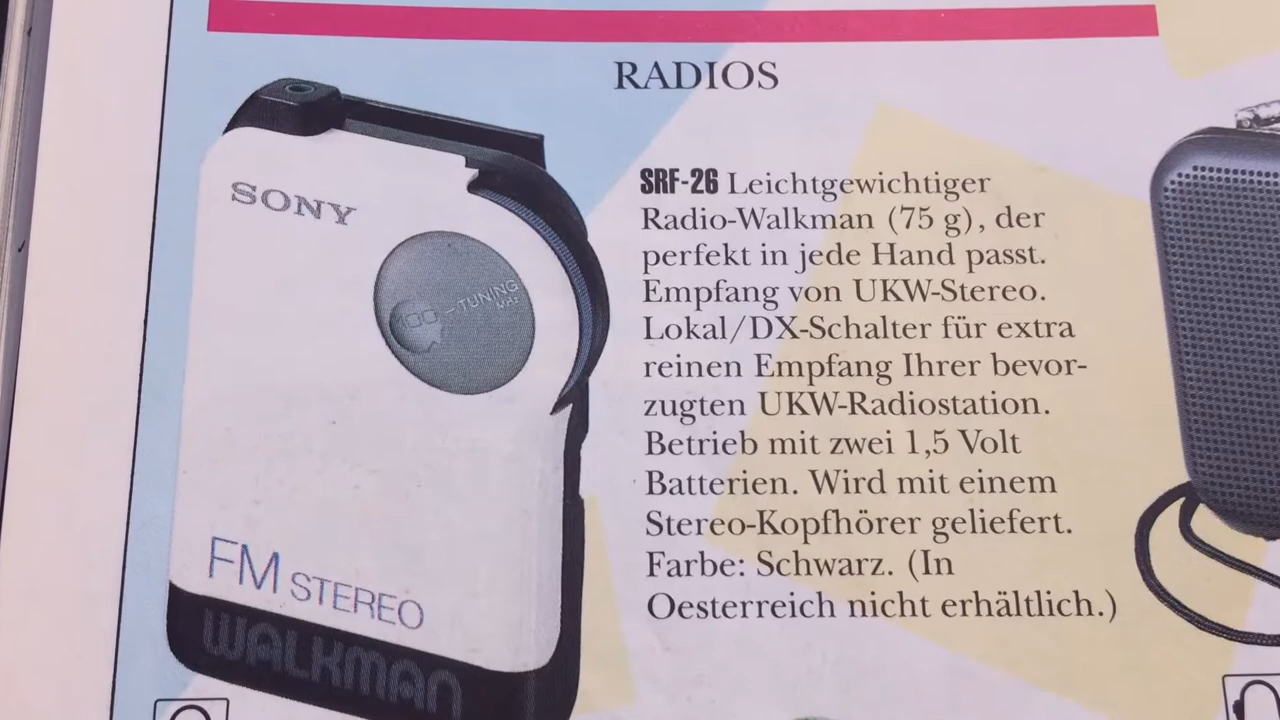 RADIOS
SONY
100 – TUNING
MHz
FM STEREO
WALKMAN
SRF-26 Leichtgewichtiger
Radio-Walkman (75 g), der
perfekt in jede Hand passt.
Empfang von UKW-Stereo.
Lokal/DX-Schalter für extra
reinen Empfang Ihrer bevor-
zugten UKW-Radiostation.
Betrieb mit zwei 1,5 Volt
Batterien. Wird mit einem
Stereo-Kopfhörer geliefert.
Farbe: Schwarz. (In
Oesterreich nicht erhältlich.)